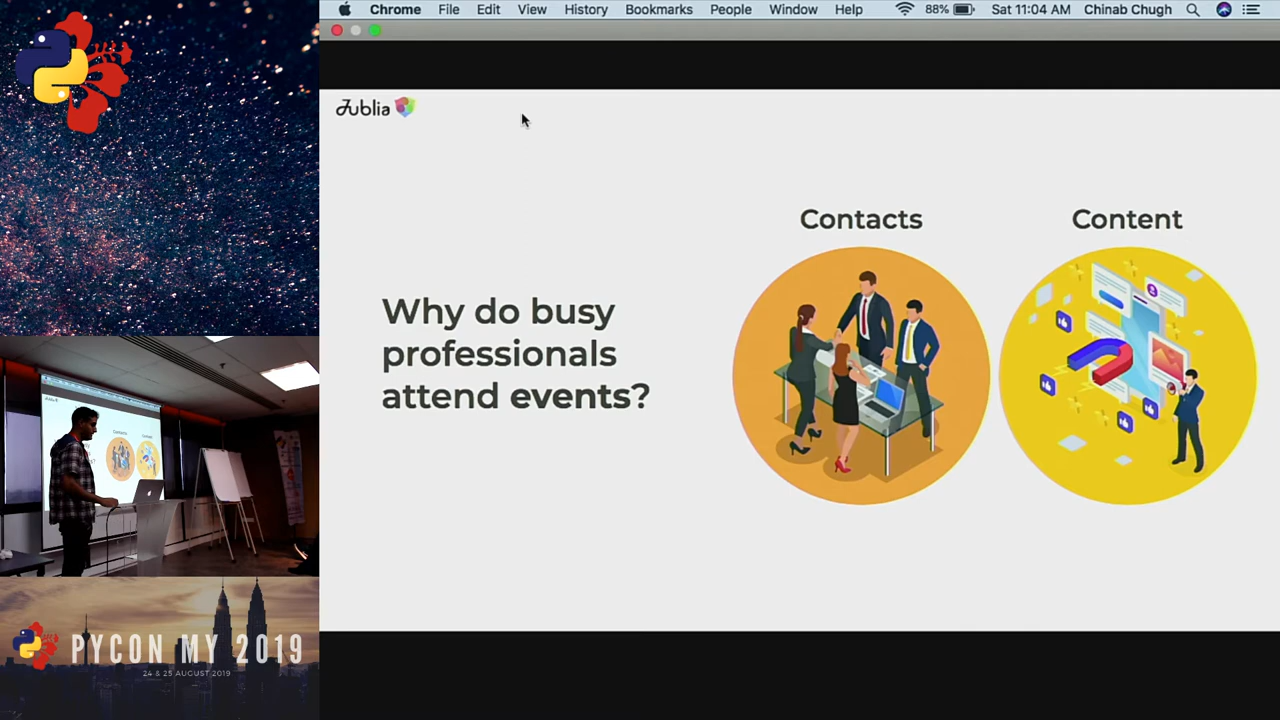 Chrome File Edit View History Bookmarks People Window Help 88% Sat 11:04 AM Chinab Chugh
Jublia
Contacts Content
Why do busy
professionals
attend events?
PYCON MY 2019
24 & 25 AUGUST 2019